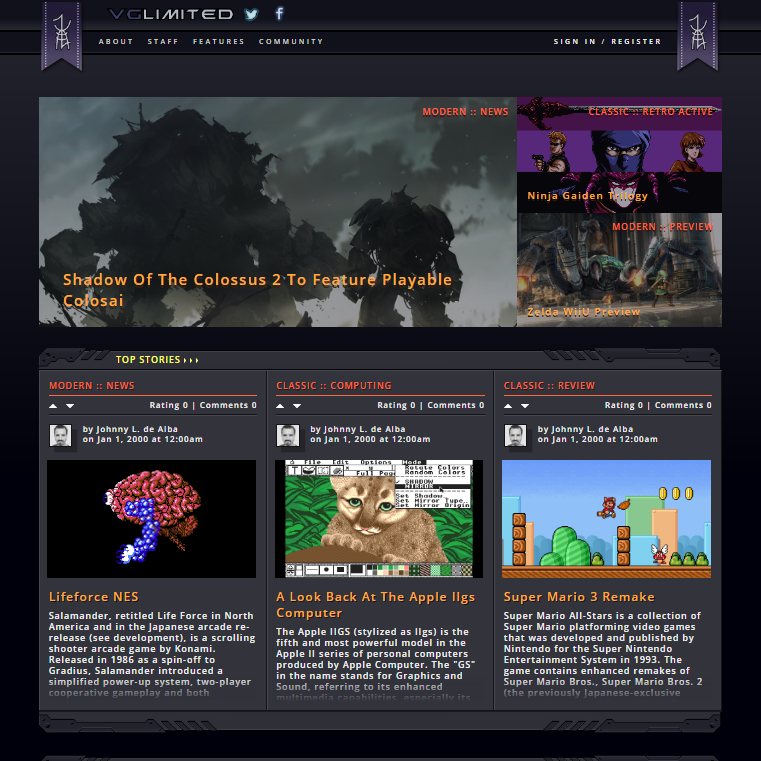 VGLIMITED
ABOUT STAFF FEATURES COMMUNITY
SIGN IN / REGISTER
MODERN :: NEWS
Shadow Of The Colossus 2 To Feature Playable
Colosai
CLASSIC :: RETRO ACTIVE
Ninja Gaiden Trilogy
MODERN :: PREVIEW
Zelda WiiU Preview
TOP STORIES
MODERN :: NEWS
Rating 0 | Comments 0
by Johnny L. de Alba
on Jan 1, 2000 at 12:00am
Lifeforce NES
Salamander, retitled Life Force in North
America and in the Japanese arcade re-
release (see development), is a scrolling
shooter arcade game by Konami.
Released in 1986 as a spin-off to
Gradius, Salamander introduced a
simplified power-up system, two-player
cooperative gameplay and both
CLASSIC :: COMPUTING
Rating 0 | Comments 0
by Johnny L. de Alba
on Jan 1, 2000 at 12:00am
File Edit Options
Full Page
Rotate Colors
Random Colors
SHADOW
MIRROR
Set Shadow...
Set Mirror Type...
Set Mirror Origin
A Look Back At The Apple IIgs
Computer
The Apple IIGS (stylized as IIgs) is the
fifth and most powerful model in the
Apple II series of personal computers
produced by Apple Computer. The "GS"
in the name stands for Graphics and
Sound, referring to its enhanced
multimedia capabilities, especially its
CLASSIC :: REVIEW
Rating 0 | Comments 0
by Johnny L. de Alba
on Jan 1, 2000 at 12:00am
Super Mario 3 Remake
Super Mario All-Stars is a collection of
Super Mario platforming video games
that was developed and published by
Nintendo for the Super Nintendo
Entertainment System in 1993. The
game contains enhanced remakes of
Super Mario Bros., Super Mario Bros. 2
(the previously Japanese-exclusive